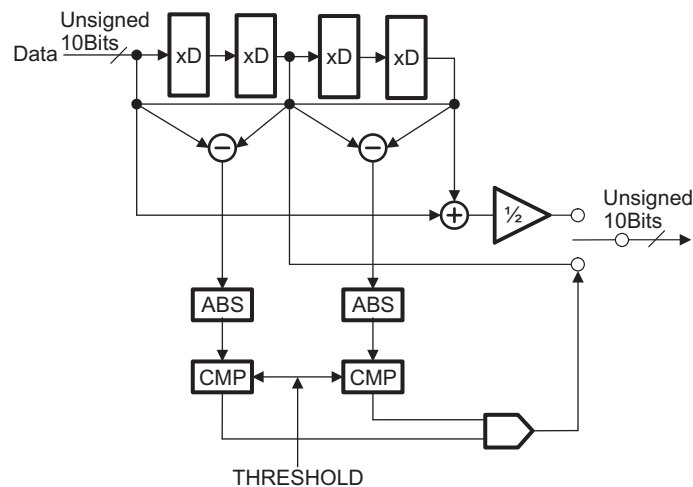 Unsigned
10Bits
Data
xD
xD
xD
xD
−
−
+
½
Unsigned
10Bits
ABS
ABS
CMP
CMP
THRESHOLD